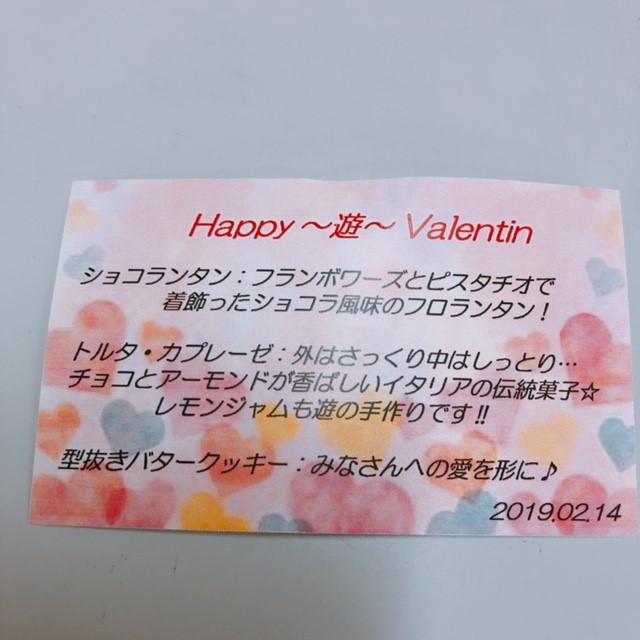 Happy ～遊～ Valentin
ショコランタン：フランボワーズとピスタチオで
着飾ったショコラ風味のフロランタン！
トルタ・カプレーゼ：外はさっくり中はしっとり…
チョコとアーモンドが香ばしいイタリアの伝統菓子☆
レモンジャムも遊の手作りです!!
型抜きバタークッキー：みなさんへの愛を形に♪
2019.02.14